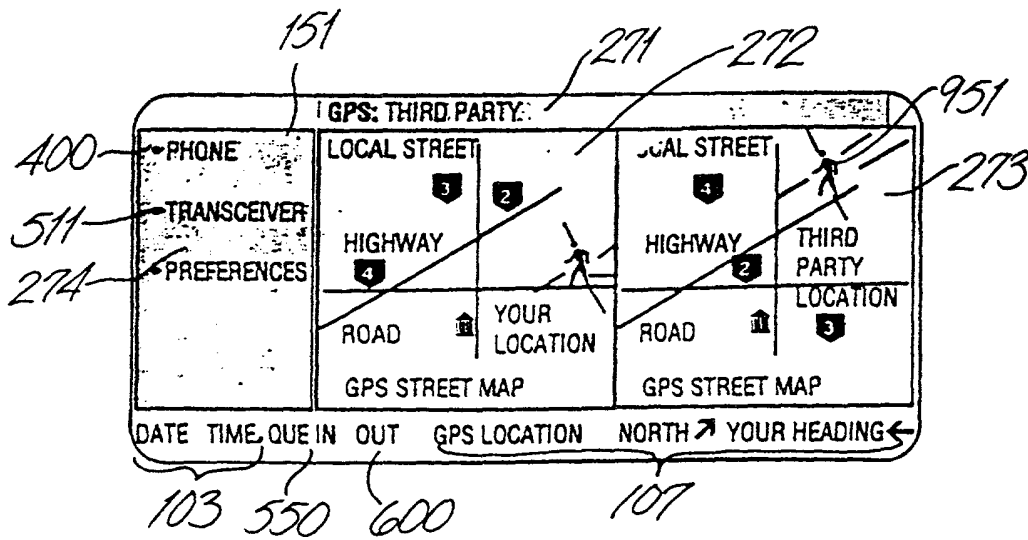 151
271
272
951
GPS: THIRD PARTY
400
•PHONE
LOCAL STREET
CAL STREET
3
2
4
273
511
•TRANSCEIVER
HIGHWAY
HIGHWAY
THIRD
PARTY
LOCATION
274
•PREFERENCES
4
2
3
ROAD
YOUR
LOCATION
ROAD
GPS STREET MAP
GPS STREET MAP
DATE TIME QUE IN OUT GPS LOCATION NORTH↗ YOUR HEADING←
103
550
600
107